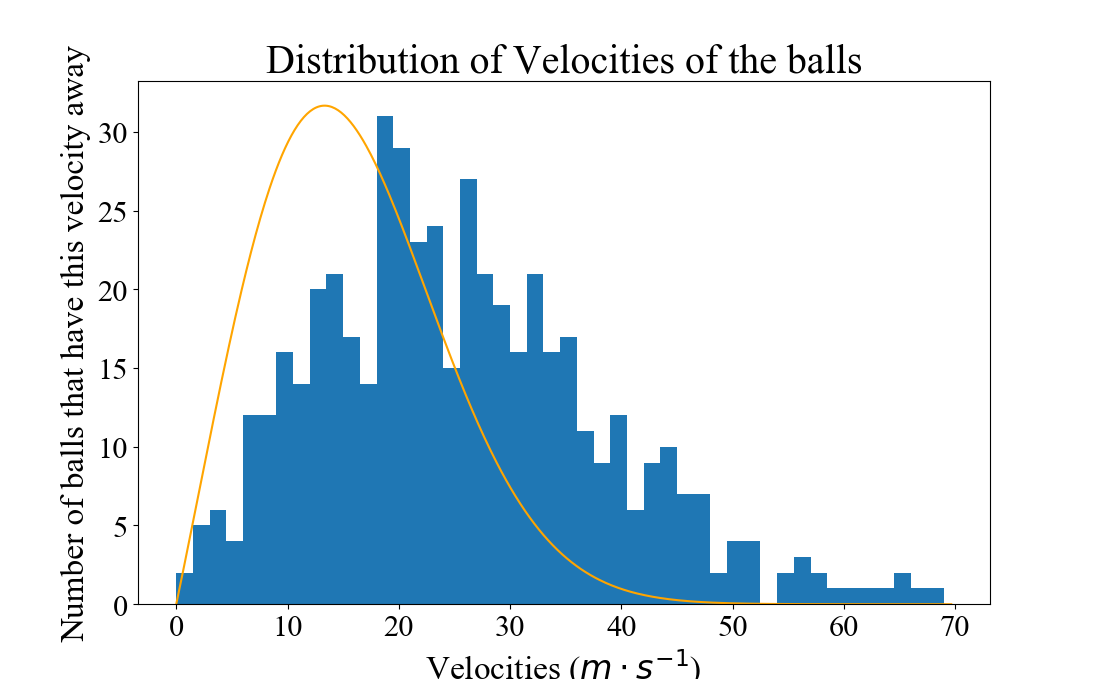 Distribution of Velocities of the balls
Number of balls that have this velocity away
30
25
20
15
10
5
0
0 10 20 30 40 50 60 70
Velocities (m · s⁻¹)